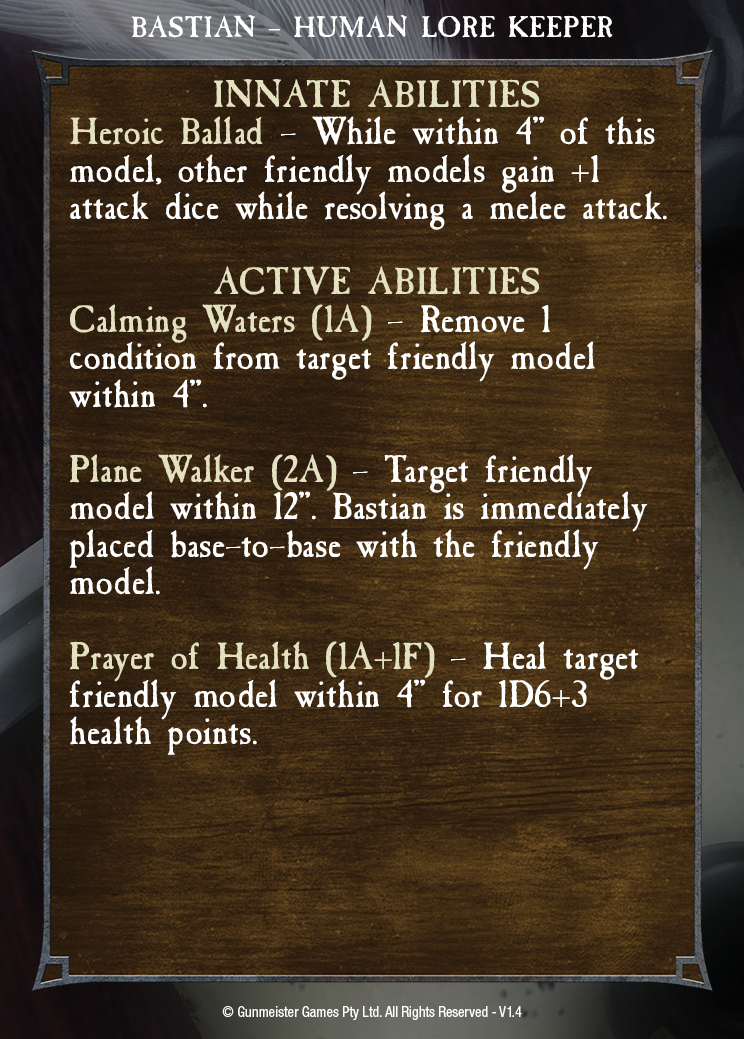 BASTIAN – HUMAN LORE KEEPER
INNATE ABILITIES
Heroic Ballad – While within 4” of this
model, other friendly models gain +1
attack dice while resolving a melee attack.
ACTIVE ABILITIES
Calming Waters (1A) – Remove 1
condition from target friendly model
within 4”.
Plane Walker (2A) – Target friendly
model within 12”. Bastian is immediately
placed base-to-base with the friendly
model.
Prayer of Health (1A+1F) – Heal target
friendly model within 4” for 1D6+3
health points.
© Gunmeister Games Pty Ltd. All Rights Reserved - V1.4